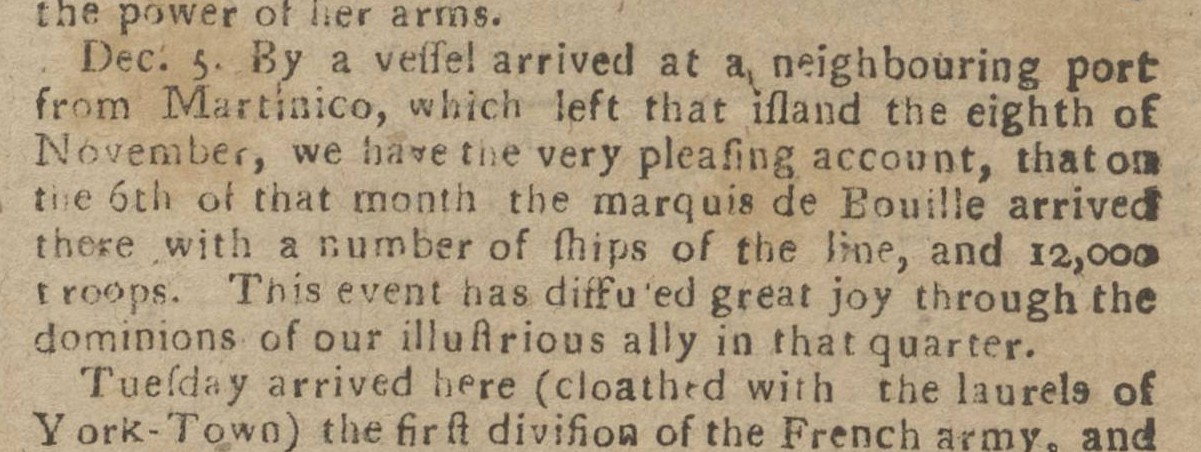 the power of her arms.
Dec. 5. By a veſſel arrived at a neighbouring port
from Martinico, which left that iſland the eighth of
November, we have the very pleaſing account, that on
the 6th of that month the marquis de Bouille arrived
there with a number of ſhips of the line, and 12,000
troops. This event has diffuſed great joy through the
dominions of our illuſtrious ally in that quarter.
Tueſday arrived here (cloathed with the laurels of
York-Town) the firſt diviſion of the French army, and